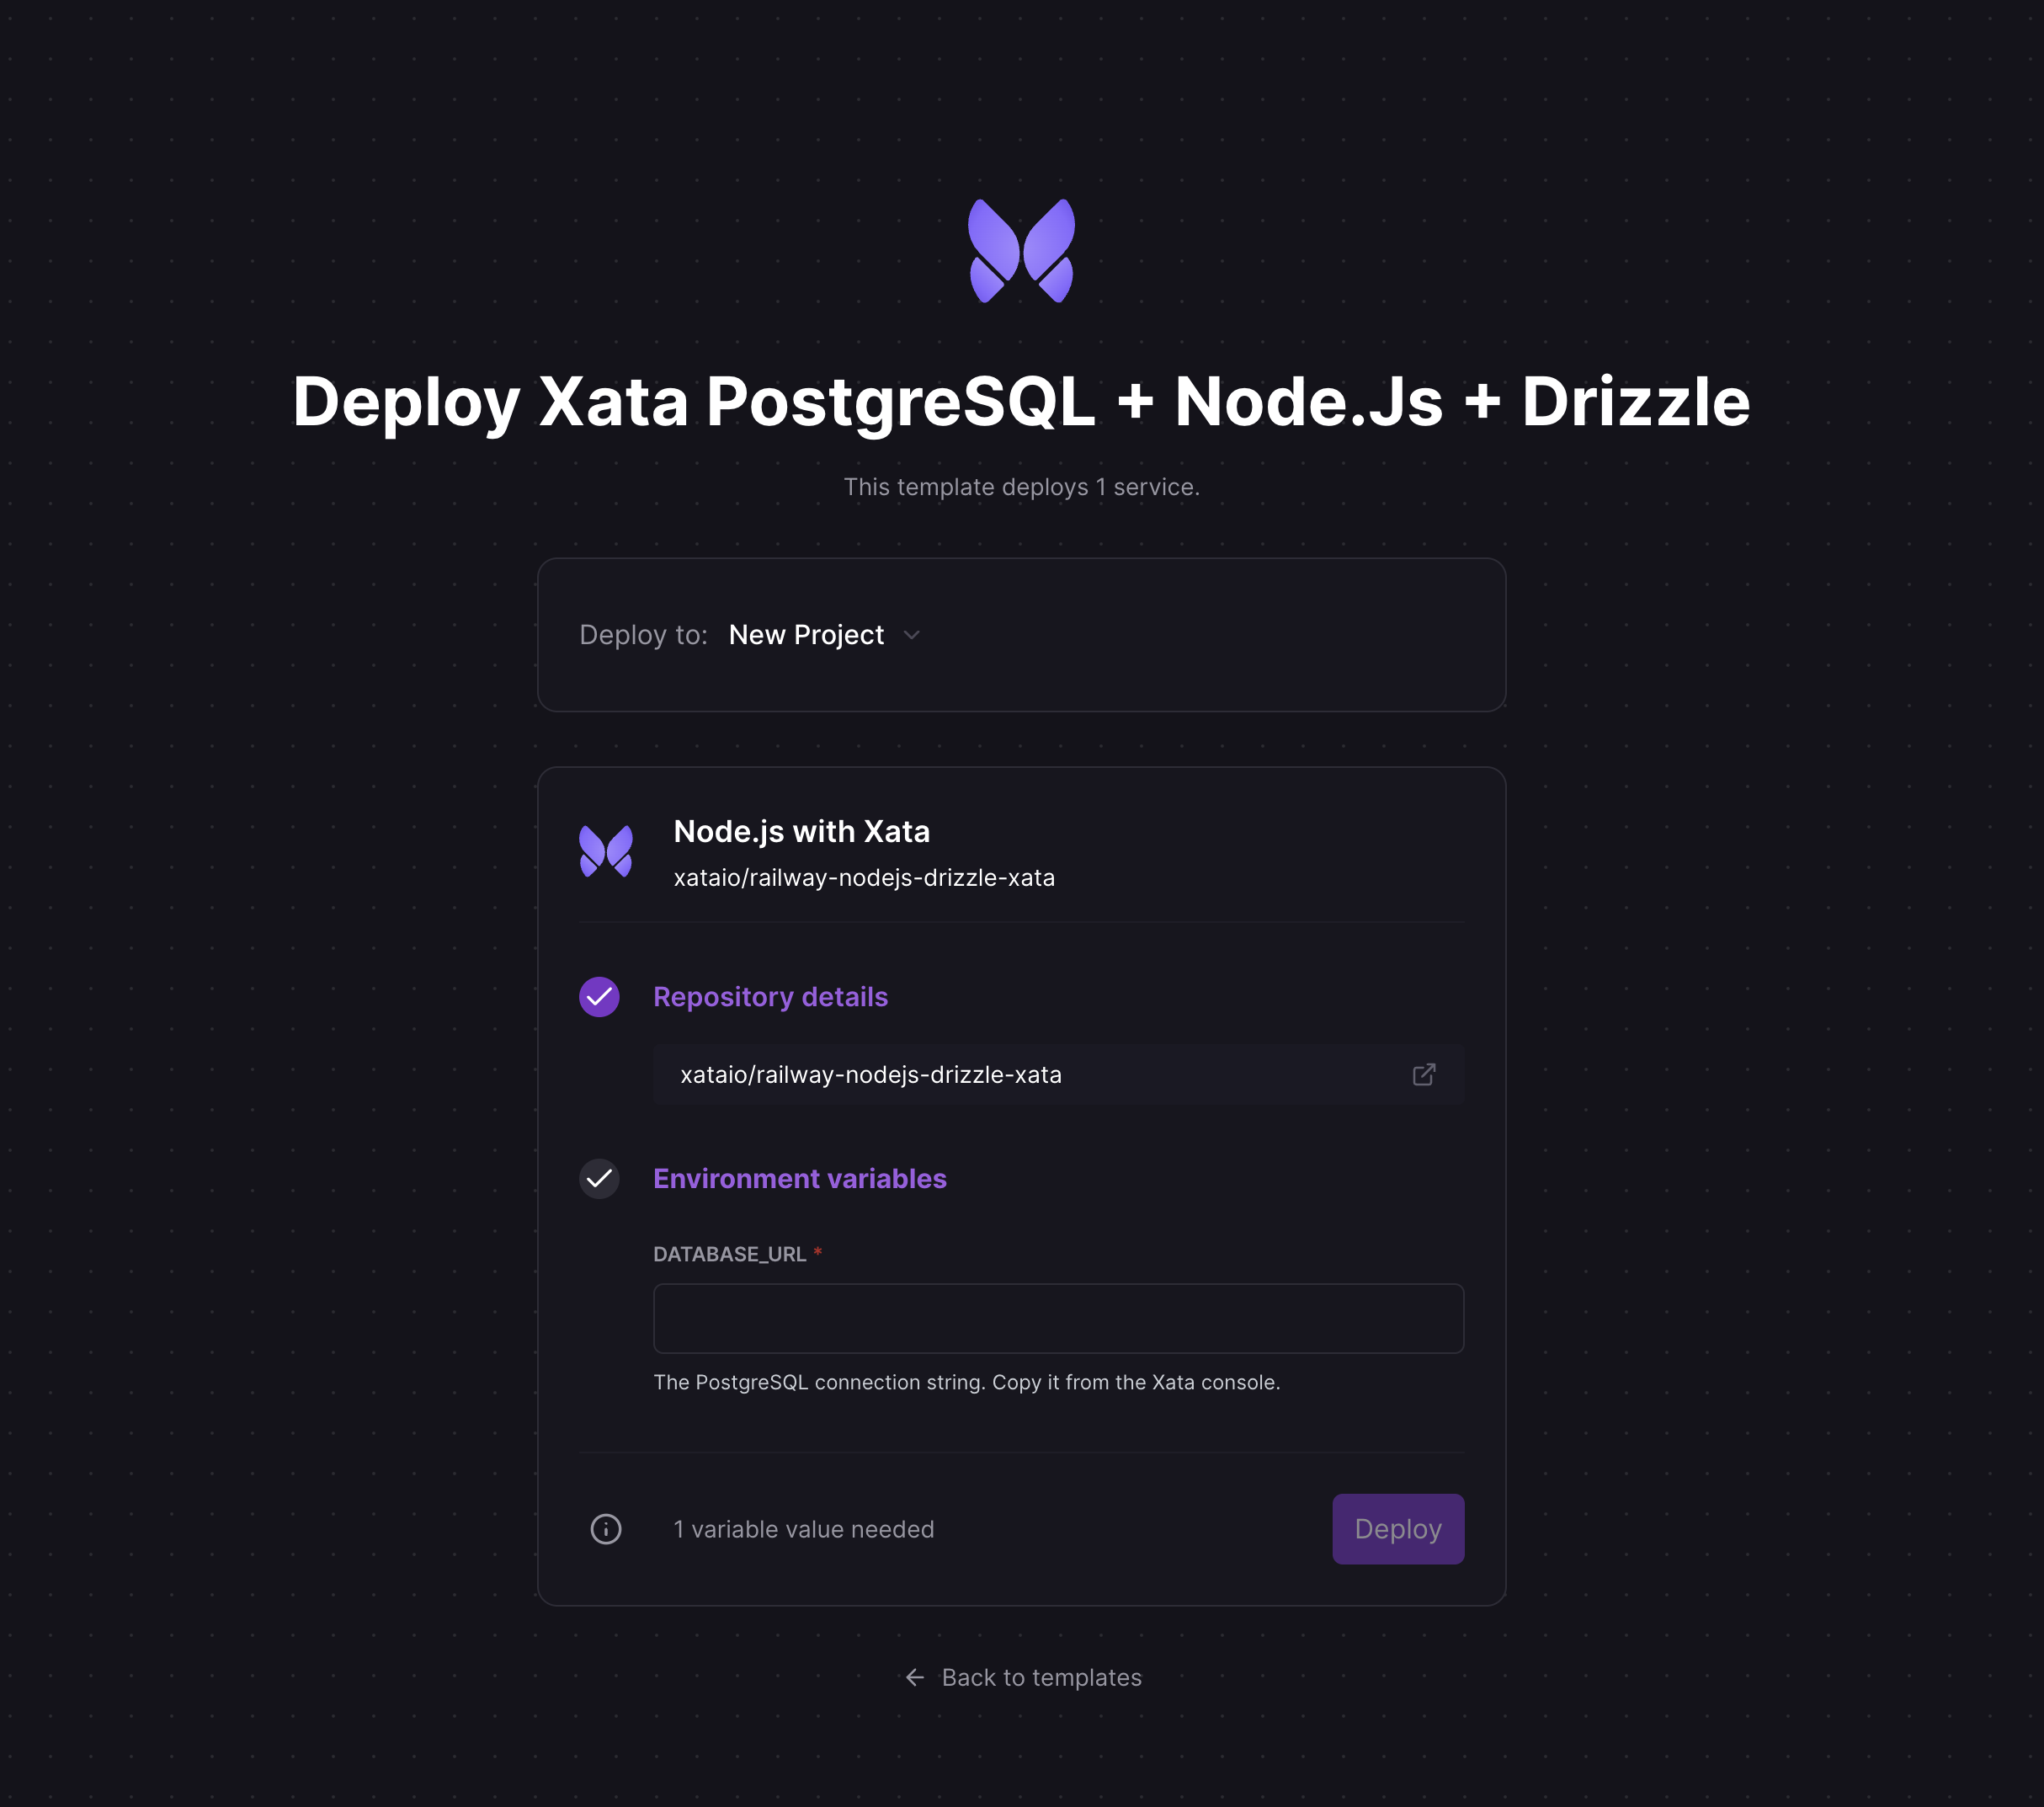 Deploy Xata PostgreSQL + Node.Js + Drizzle
This template deploys 1 service.
Deploy to: New Project
Node.js with Xata
xataio/railway-nodejs-drizzle-xata
Repository details
xataio/railway-nodejs-drizzle-xata
Environment variables
DATABASE_URL *
The PostgreSQL connection string. Copy it from the Xata console.
1 variable value needed
Deploy
Back to templates